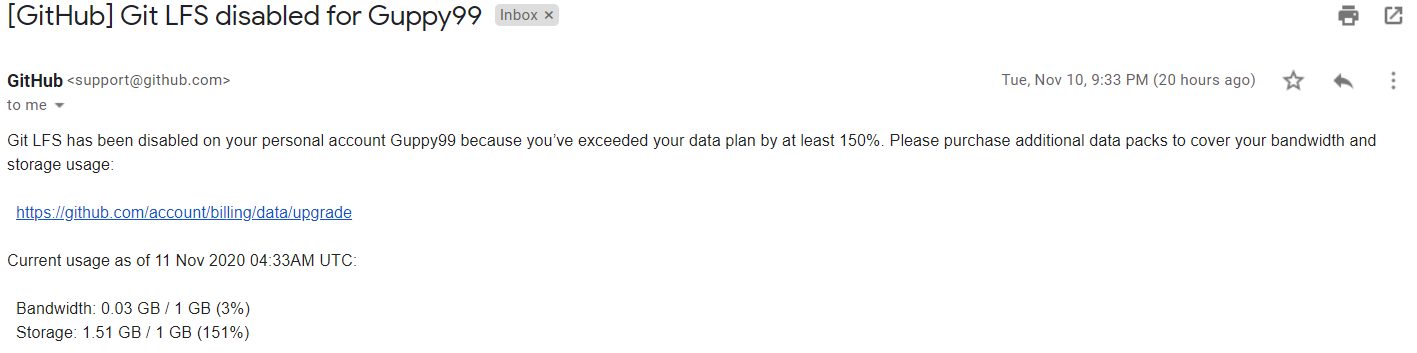 [GitHub] Git LFS disabled for Guppy99 Inbox ×
GitHub <support@github.com> Tue, Nov 10, 9:33 PM (20 hours ago)
to me
Git LFS has been disabled on your personal account Guppy99 because you’ve exceeded your data plan by at least 150%. Please purchase additional data packs to cover your bandwidth and
storage usage:
https://github.com/account/billing/data/upgrade
Current usage as of 11 Nov 2020 04:33AM UTC:
Bandwidth: 0.03 GB / 1 GB (3%)
Storage: 1.51 GB / 1 GB (151%)